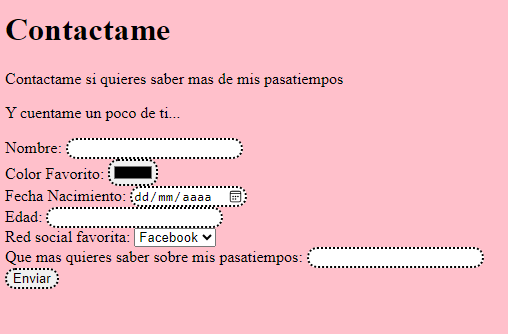 Contactame
Contactame si quieres saber mas de mis pasatiempos
Y cuentame un poco de ti...
Nombre:
Color Favorito:
Fecha Nacimiento: dd/mm/aaaa
Edad:
Red social favorita: Facebook
Que mas quieres saber sobre mis pasatiempos:
Enviar